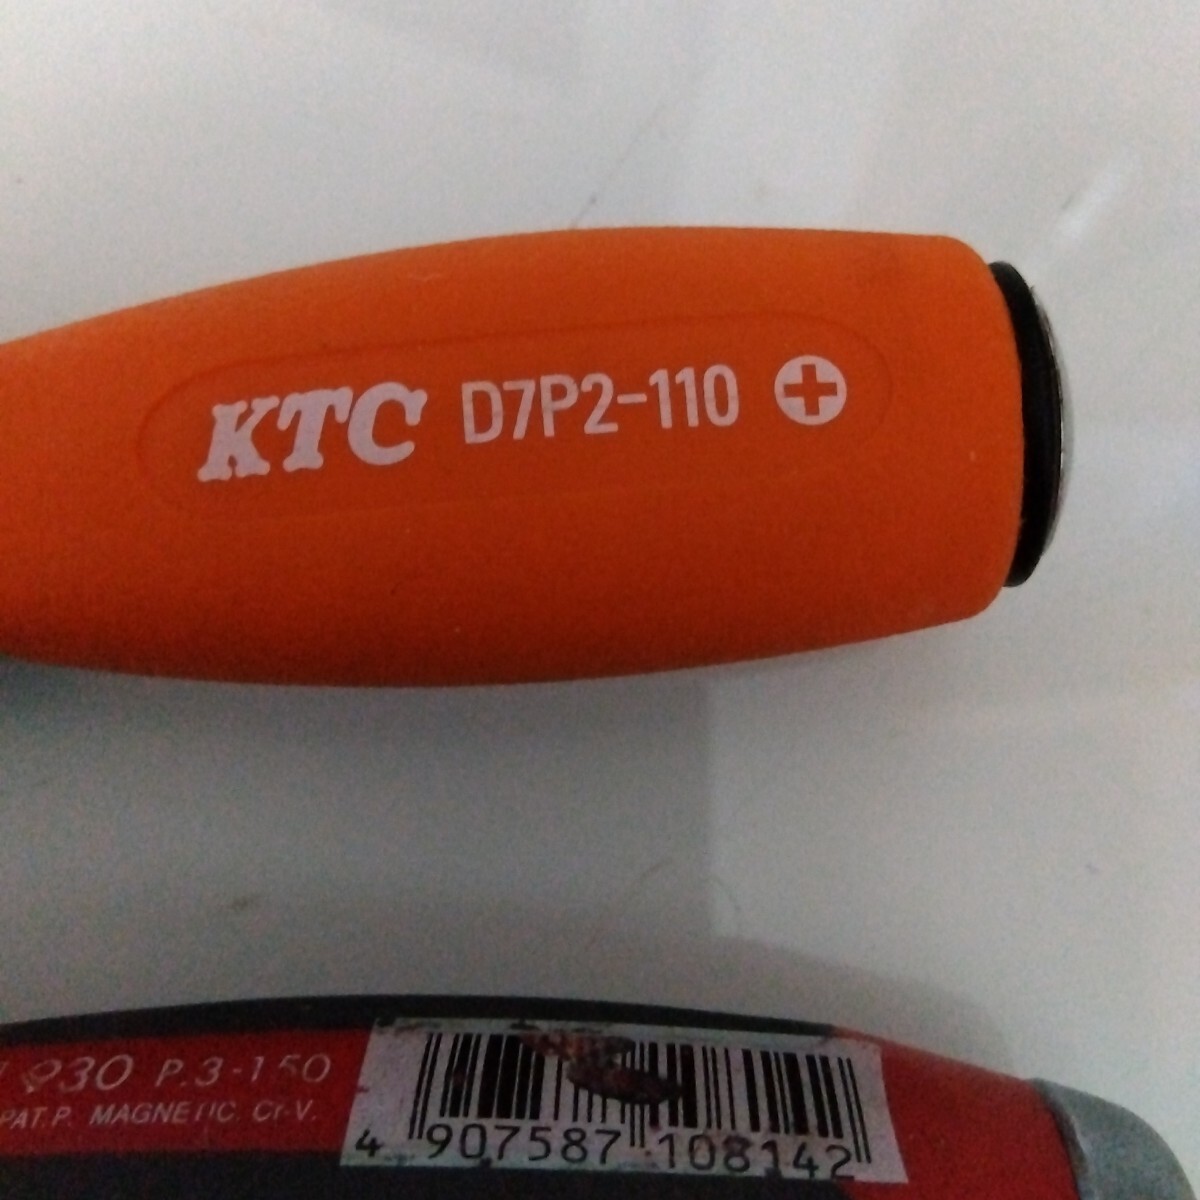 KTC D7P2-110
930 P.3-150
PAT.P. MAGNETIC. Cr-V.
4 907587 108142